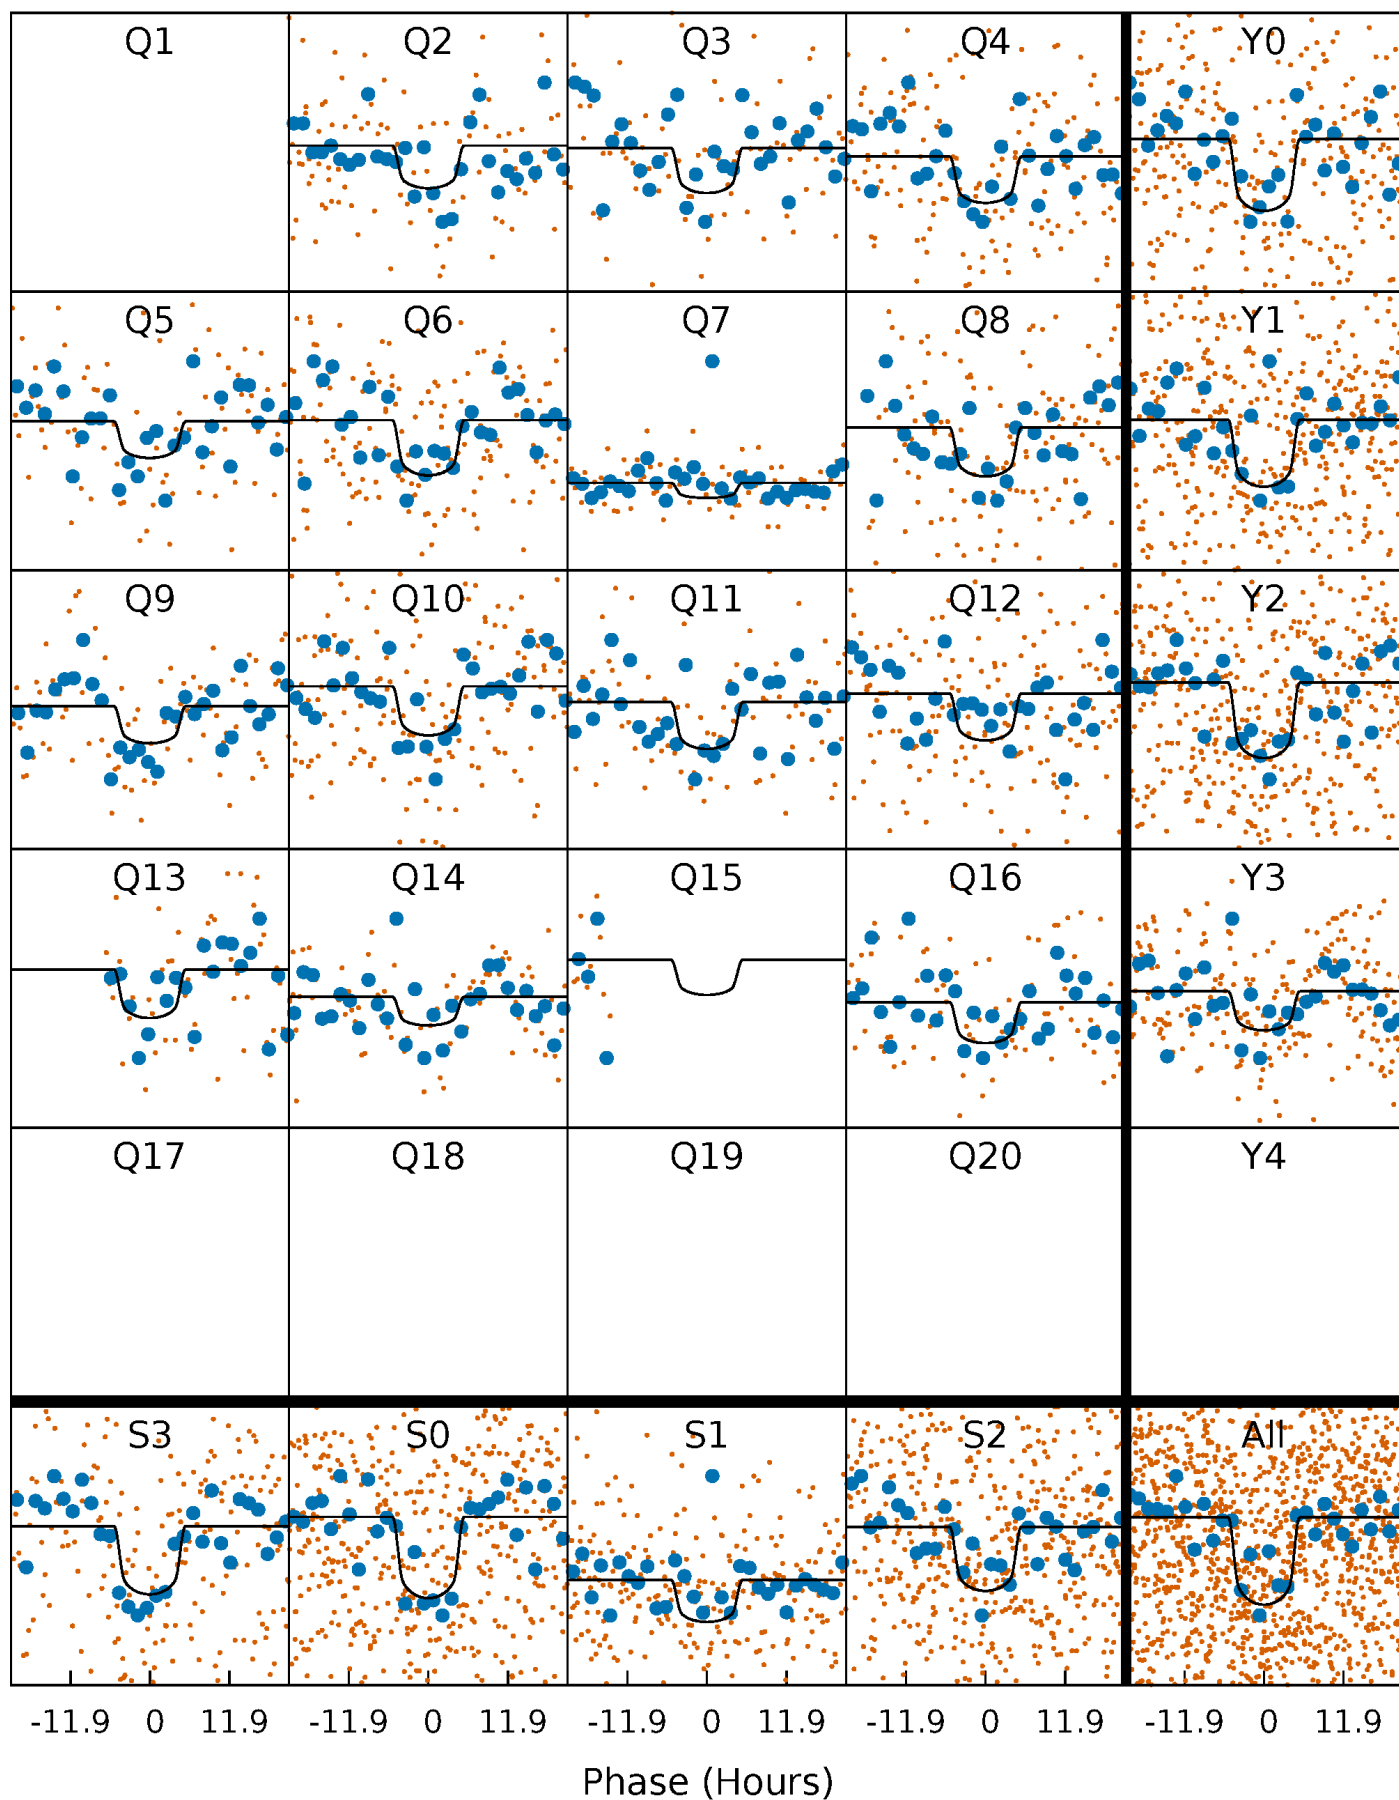 Q1 Q2 Q3 Q4 Y0
Q5 Q6 Q7 Q8 Y1
Q9 Q10 Q11 Q12 Y2
Q13 Q14 Q15 Q16 Y3
Q17 Q18 Q19 Q20 Y4
S3 S0 S1 S2 All
-11.9 0 11.9 -11.9 0 11.9 -11.9 0 11.9 -11.9 0 11.9 -11.9 0 11.9
Phase (Hours)